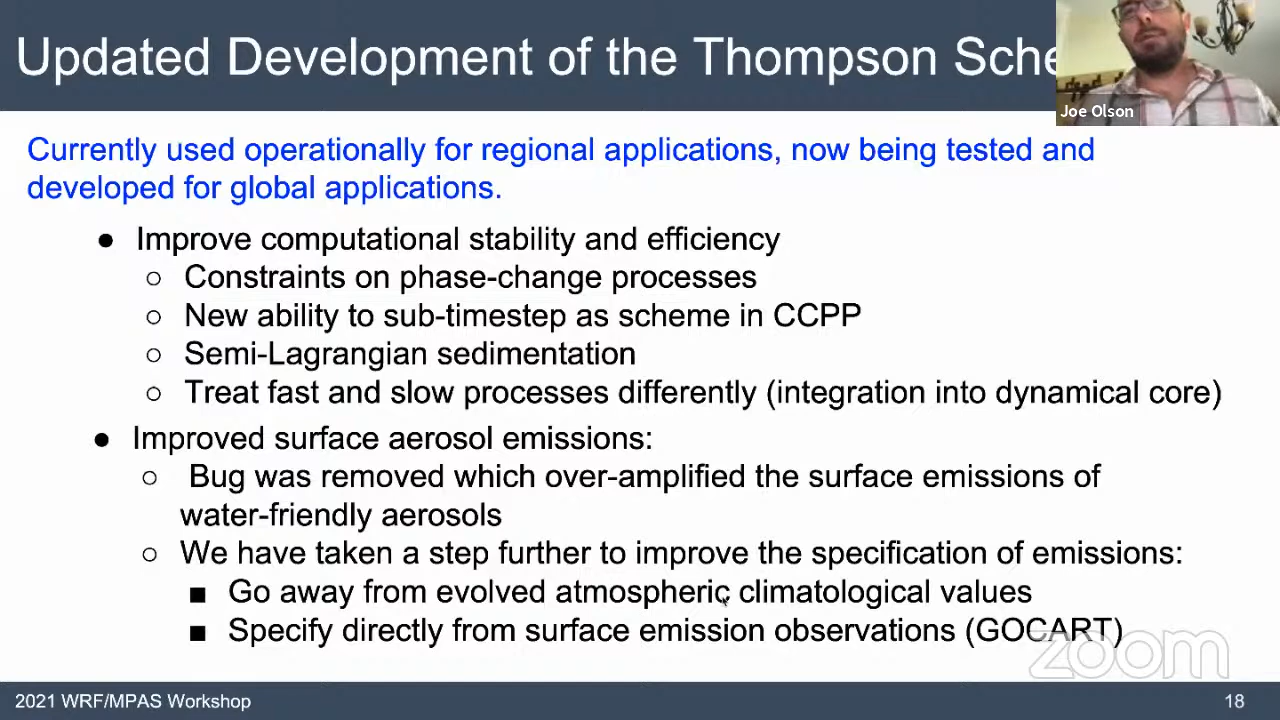 Updated Development of the Thompson Sche
Joe Olson
Currently used operationally for regional applications, now being tested and
developed for global applications.
● Improve computational stability and efficiency
○ Constraints on phase-change processes
○ New ability to sub-timestep as scheme in CCPP
○ Semi-Lagrangian sedimentation
○ Treat fast and slow processes differently (integration into dynamical core)
● Improved surface aerosol emissions:
○ Bug was removed which over-amplified the surface emissions of
water-friendly aerosols
○ We have taken a step further to improve the specification of emissions:
■ Go away from evolved atmospheric climatological values
■ Specify directly from surface emission observations (GOCART)
zoom
2021 WRF/MPAS Workshop
18